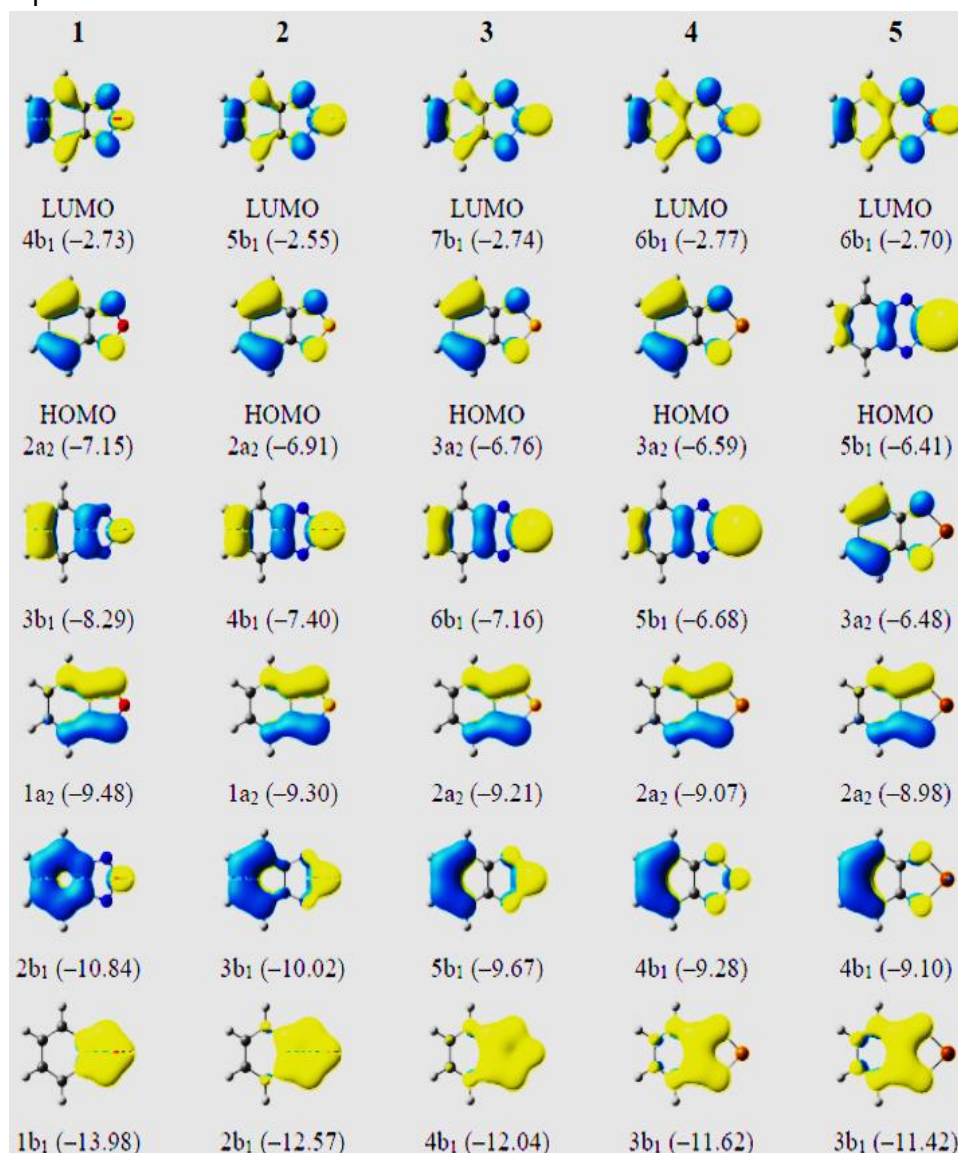 1 2 3 4 5
LUMO LUMO LUMO LUMO LUMO
4b₁ (−2.73) 5b₁ (−2.55) 7b₁ (−2.74) 6b₁ (−2.77) 6b₁ (−2.70)
HOMO HOMO HOMO HOMO HOMO
2a₂ (−7.15) 2a₂ (−6.91) 3a₂ (−6.76) 3a₂ (−6.59) 5b₁ (−6.41)
3b₁ (−8.29) 4b₁ (−7.40) 6b₁ (−7.16) 5b₁ (−6.68) 3a₂ (−6.48)
1a₂ (−9.48) 1a₂ (−9.30) 2a₂ (−9.21) 2a₂ (−9.07) 2a₂ (−8.98)
2b₁ (−10.84) 3b₁ (−10.02) 5b₁ (−9.67) 4b₁ (−9.28) 4b₁ (−9.10)
1b₁ (−13.98) 2b₁ (−12.57) 4b₁ (−12.04) 3b₁ (−11.62) 3b₁ (−11.42)